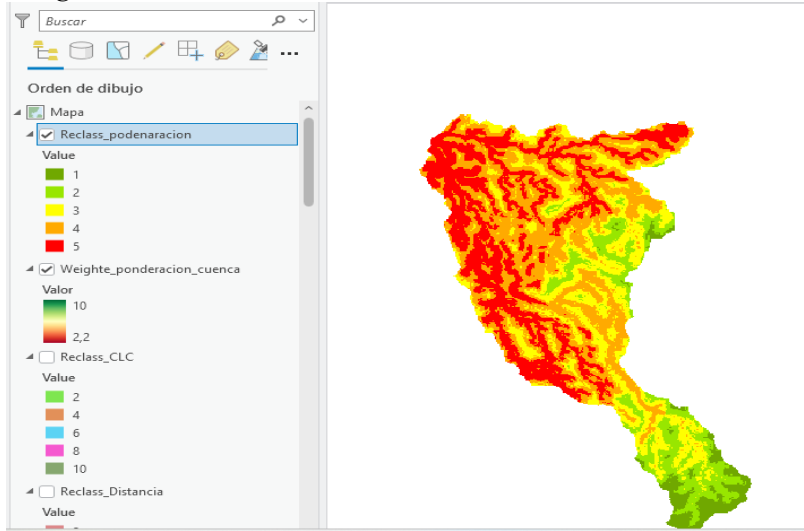 Buscar
Orden de dibujo
Mapa
Reclass_podenaracion
Value
1
2
3
4
5
Weighte_ponderacion_cuenca
Valor
10
2,2
Reclass_CLC
Value
2
4
6
8
10
Reclass_Distancia
Value